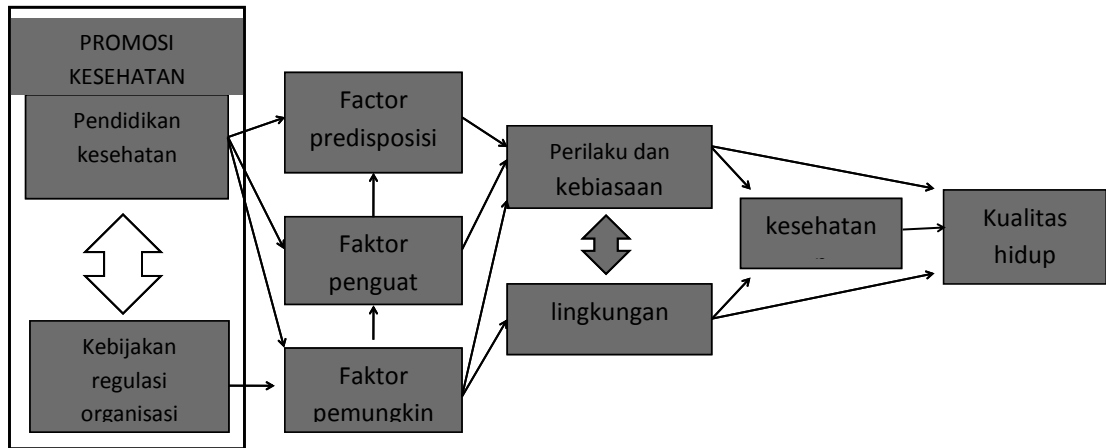 PROMOSI
KESEHATAN
Pendidikan
kesehatan
Kebijakan
regulasi
organisasi
Factor
predisposisi
Faktor
penguat
Faktor
pemungkin
Perilaku dan
kebiasaan
lingkungan
kesehatan
Kualitas
hidup